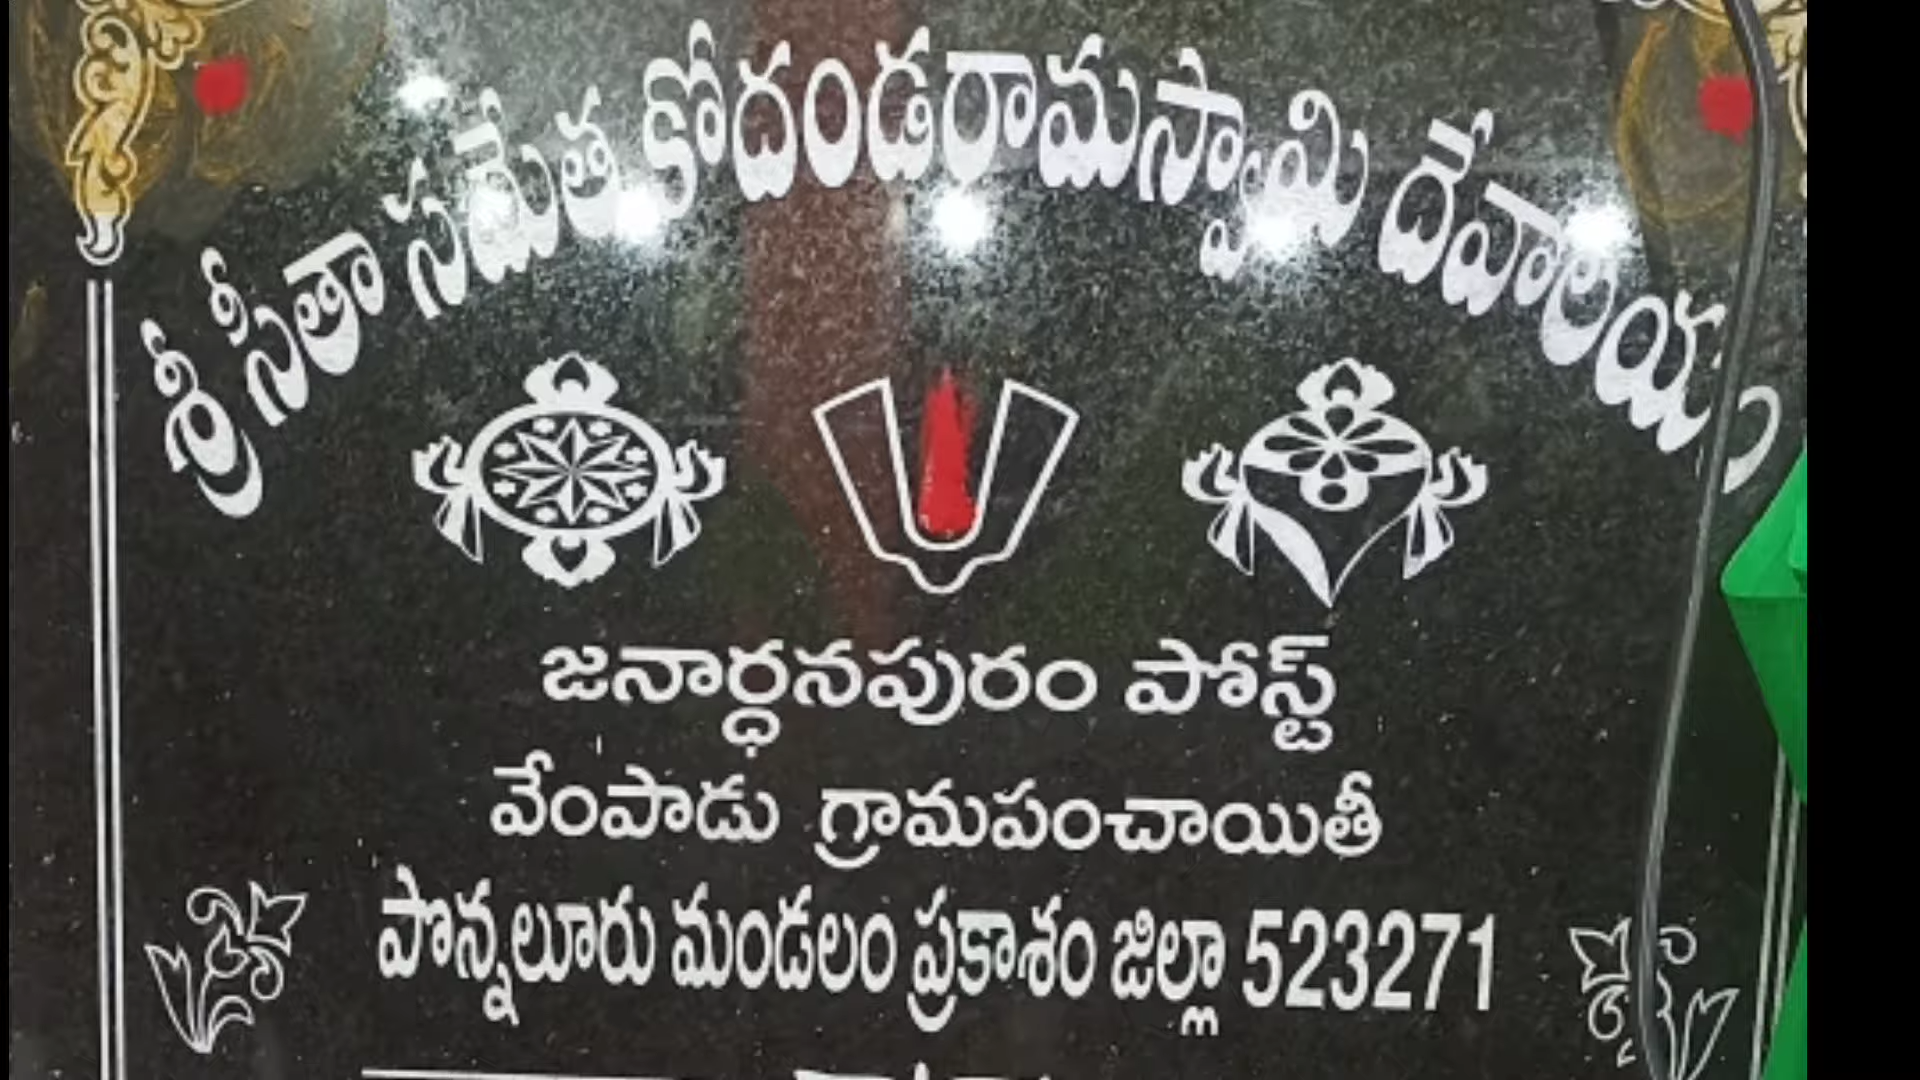 శ్రీ సీతా సమేత కోదండరామస్వామి దేవాలయం
జనార్ధనపురం పోస్ట్
వేంపాడు గ్రామపంచాయితీ
పొన్నలూరు మండలం ప్రకాశం జిల్లా 523271